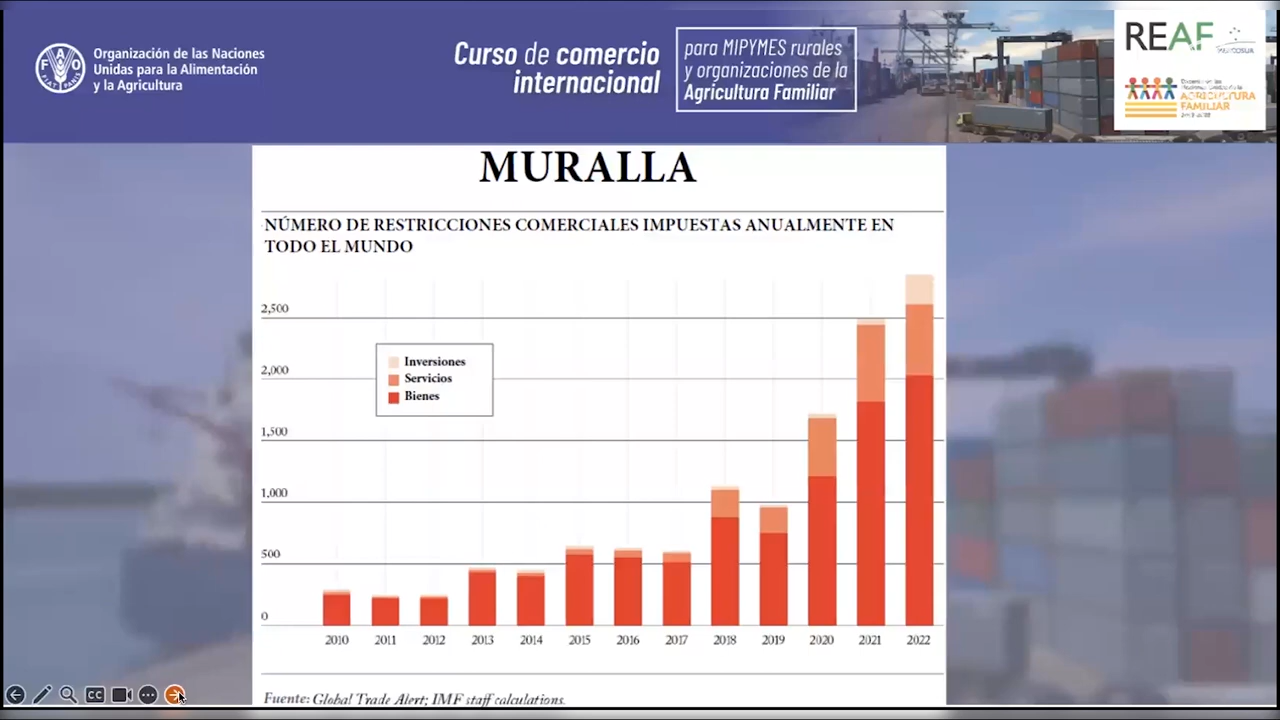 Organización de las Naciones
Unidas para la Alimentación
y la Agricultura
Curso de comercio
internacional
para MIPYMES rurales
y organizaciones de la
Agricultura Familiar
REAF
AGRICULTURA
FAMILIAR
MURALLA
NÚMERO DE RESTRICCIONES COMERCIALES IMPUESTAS ANUALMENTE EN
TODO EL MUNDO
2,500
2,000
1,500
1,000
500
0
Inversiones
Servicios
Bienes
2010 2011 2012 2013 2014 2015 2016 2017 2018 2019 2020 2021 2022
Fuente: Global Trade Alert; IMF staff calculations.
CC